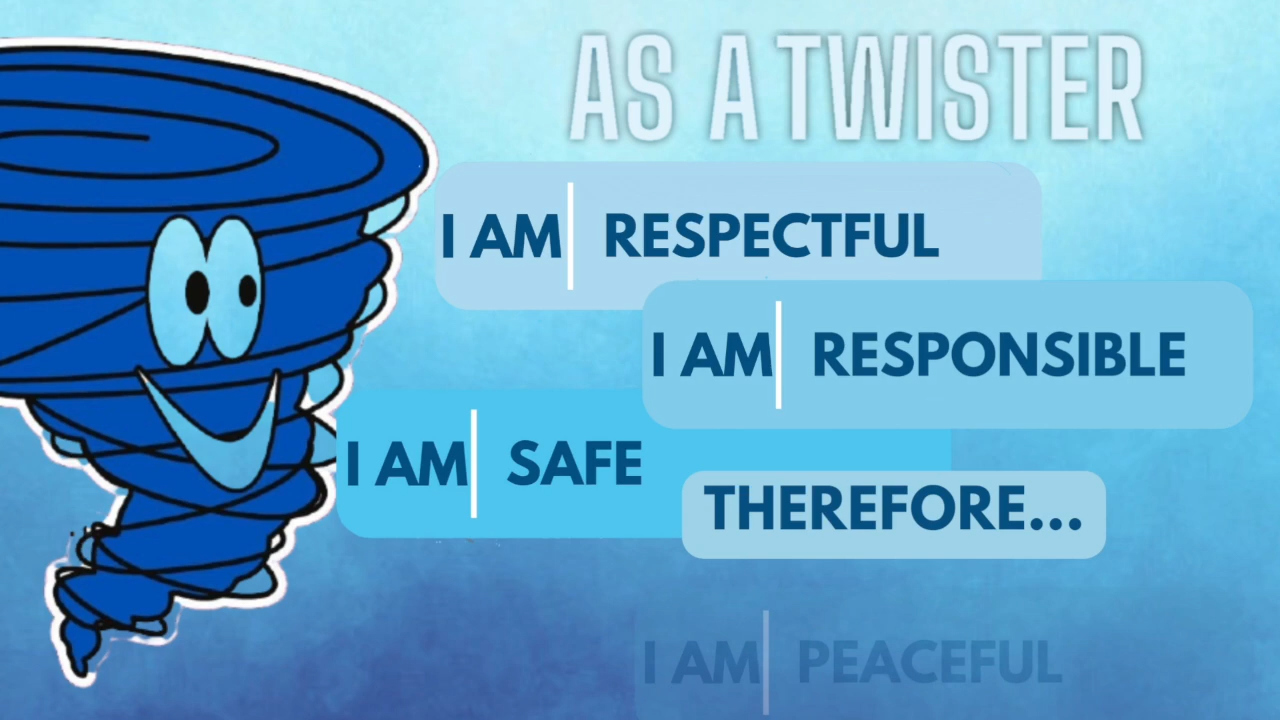 AS A TWISTER
I AM RESPECTFUL
I AM RESPONSIBLE
I AM SAFE
THEREFORE...
I AM PEACEFUL